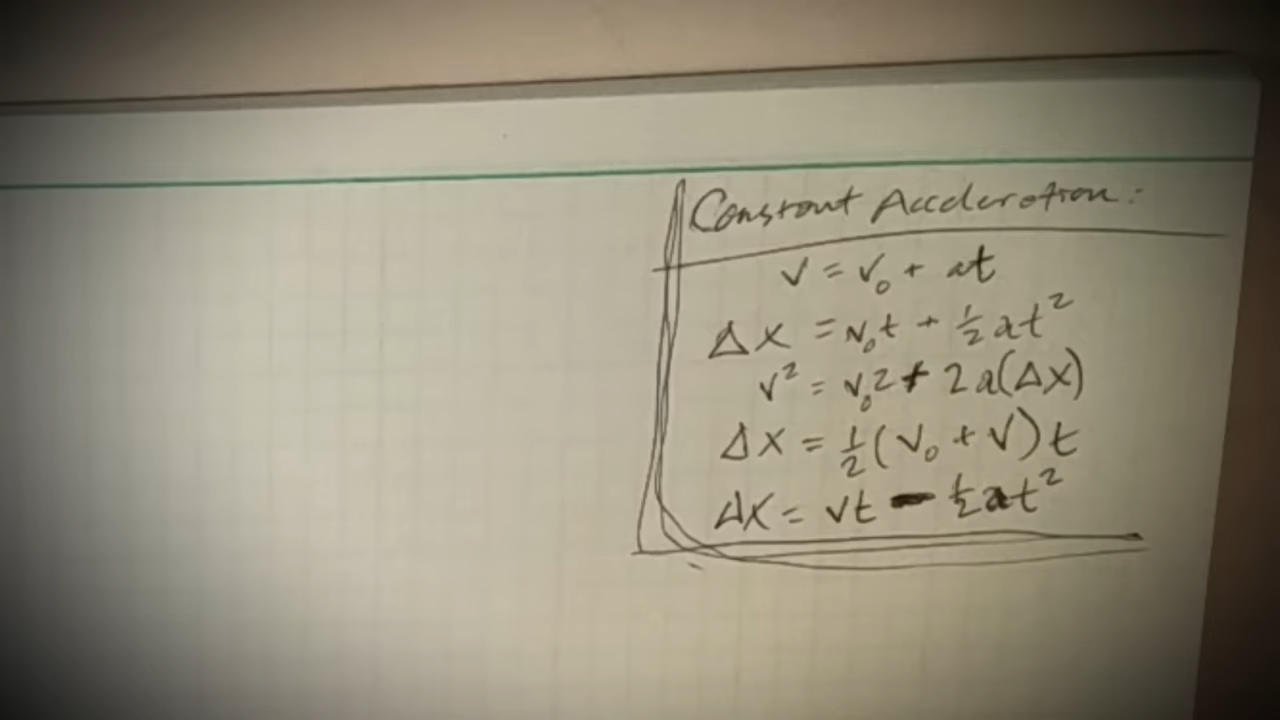 Constant Acceleration:
v = v₀ + at
Δx = v₀t + ½at²
v² = v₀² + 2a(Δx)
Δx = ½(v₀ + v)t
Δx = vt - ½at²